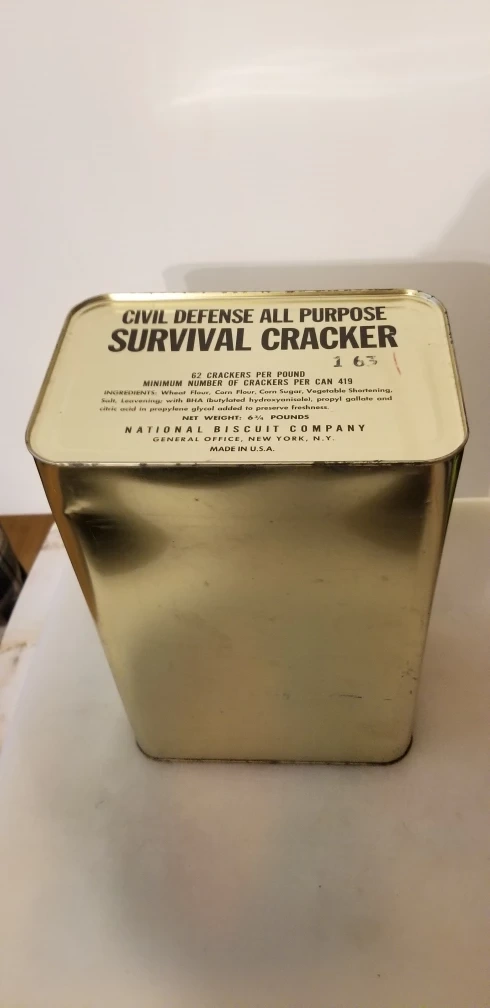 CIVIL DEFENSE ALL PURPOSE
SURVIVAL CRACKER
1 63
62 CRACKERS PER POUND
MINIMUM NUMBER OF CRACKERS PER CAN 419
INGREDIENTS: Wheat Flour, Corn Flour, Corn Sugar, Vegetable Shortening,
Salt, Leavening; with BHA (butylated hydroxyanisole), propyl gallate and
citric acid in propylene glycol added to preserve freshness.
NET WEIGHT: 6¾ POUNDS
NATIONAL BISCUIT COMPANY
GENERAL OFFICE, NEW YORK, N.Y.
MADE IN U.S.A.